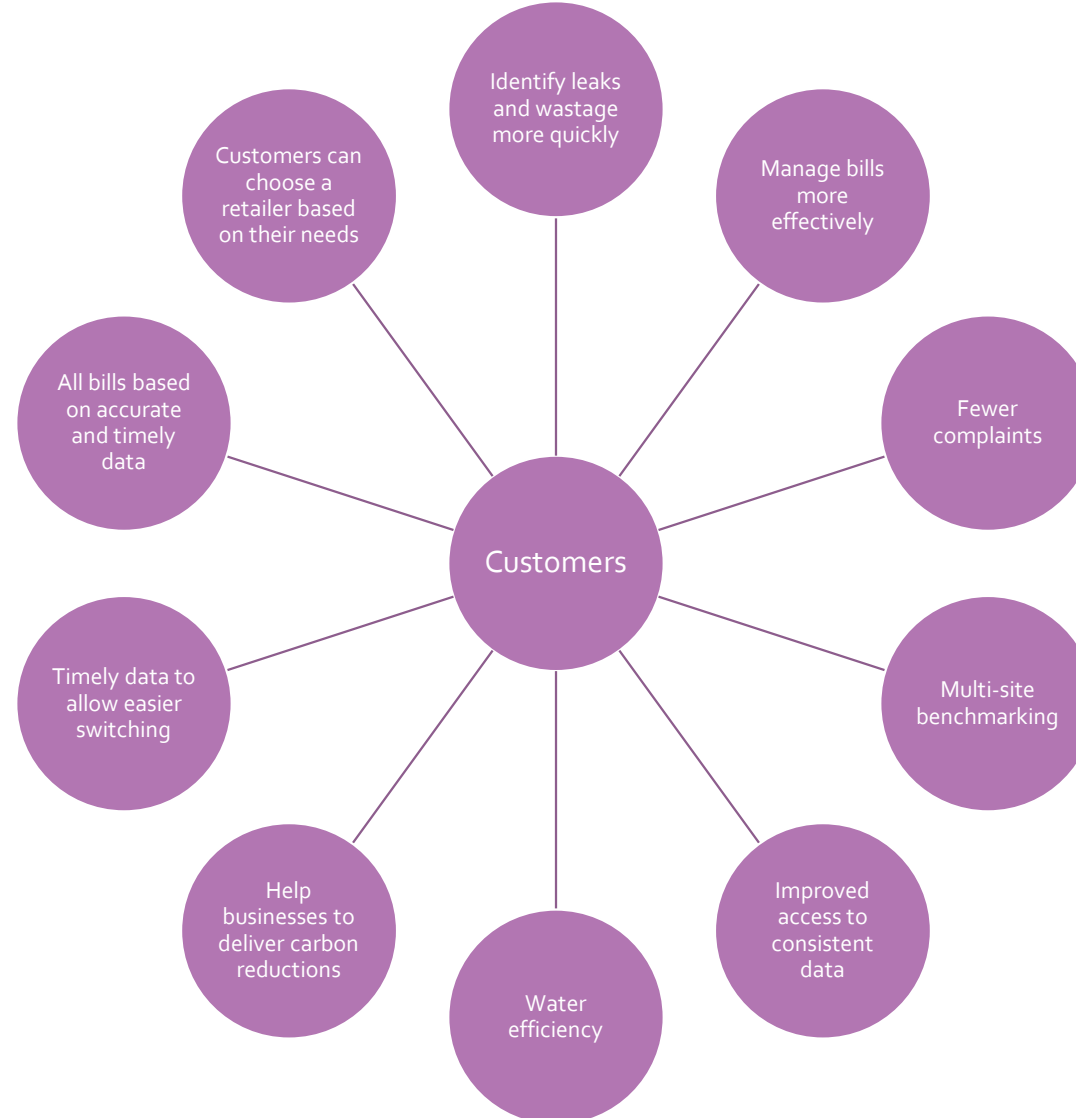 Identify leaks
and wastage
more quickly
Manage bills
more
effectively
Fewer
complaints
Multi-site
benchmarking
Improved
access to
consistent
data
Water
efficiency
Help
businesses to
deliver carbon
reductions
Timely data to
allow easier
switching
All bills based
on accurate
and timely
data
Customers can
choose a
retailer based
on their needs
Customers